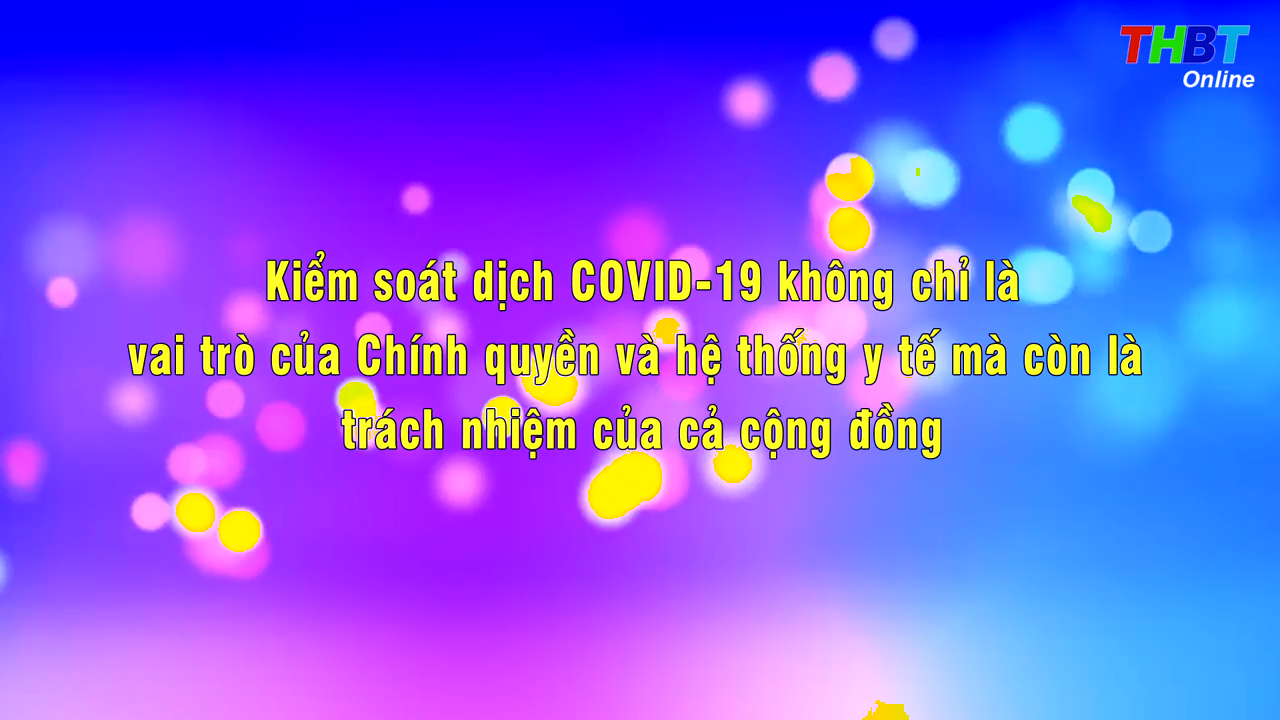 THBT
Online
Kiểm soát dịch COVID-19 không chỉ là
vai trò của Chính quyền và hệ thống y tế mà còn là
trách nhiệm của cả cộng đồng